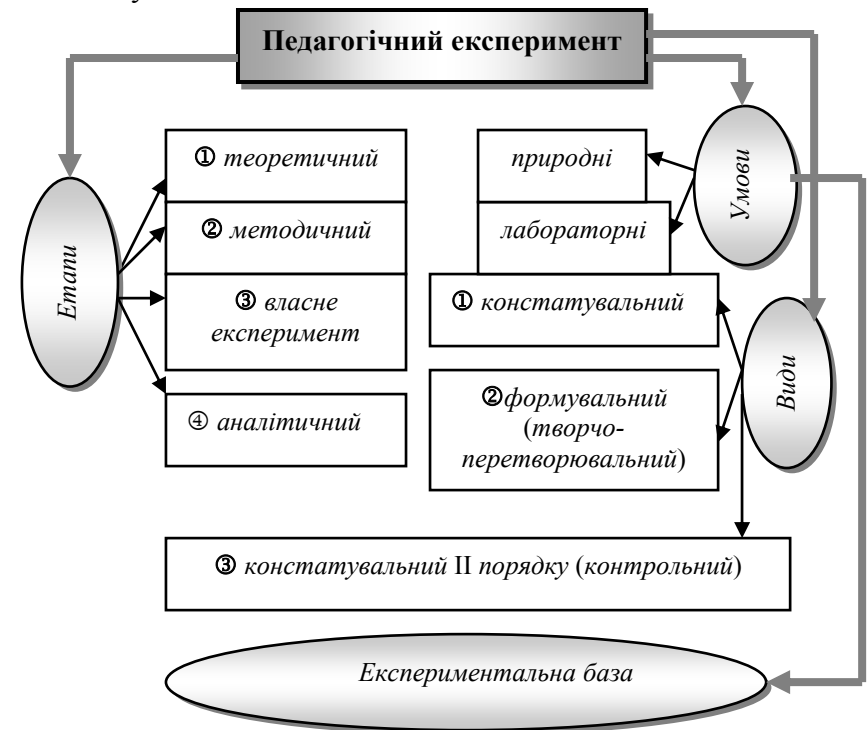 Педагогічний експеримент
Етапи
① теоретичний
② методичний
③ власне
експеримент
④ аналітичний
Умови
природні
лабораторні
Види
① констатувальний
②формувальний
(творчо-
перетворювальний)
③ констатувальний II порядку (контрольний)
Експериментальна база